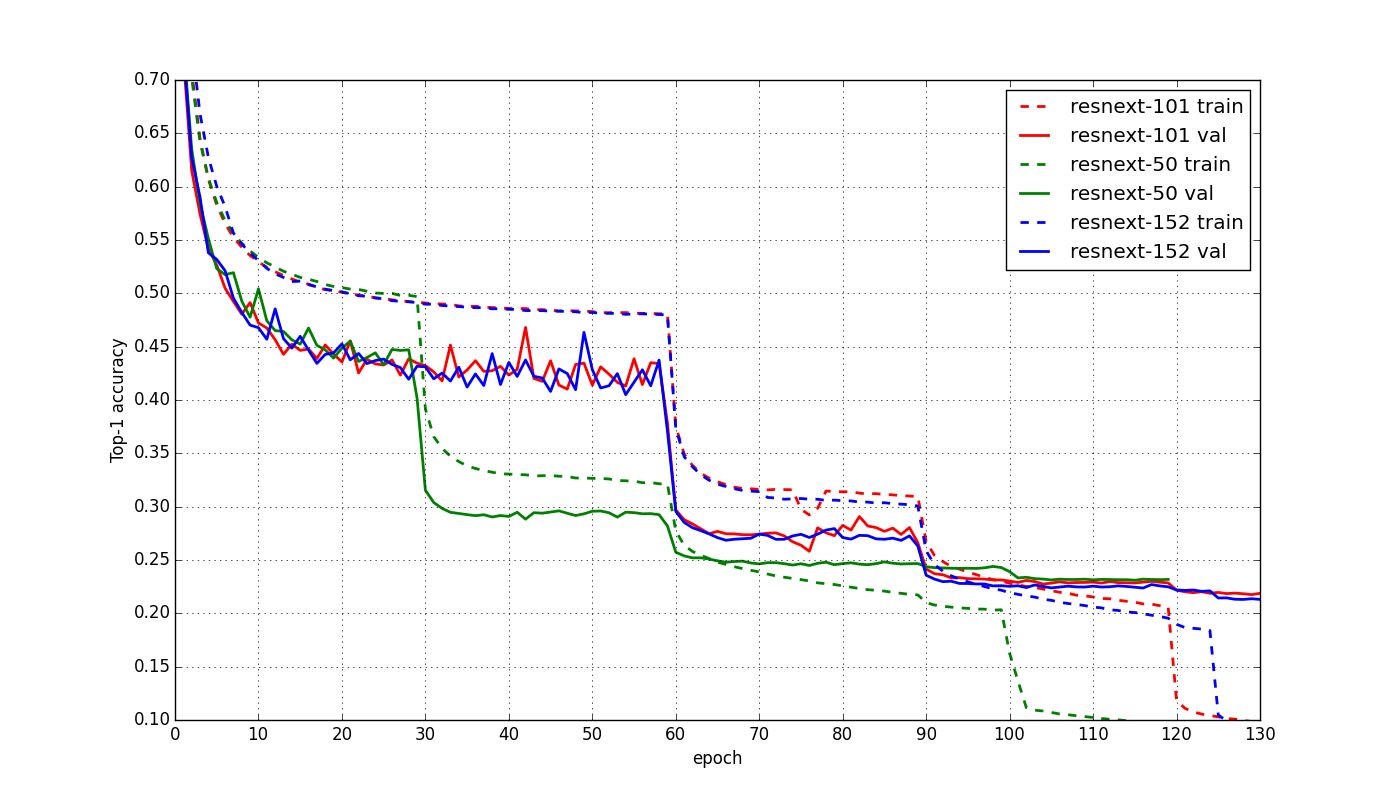 0.70
0.65
0.60
0.55
0.50
0.45
0.40
0.35
0.30
0.25
0.20
0.15
0.10
Top-1 accuracy
resnext-101 train
resnext-101 val
resnext-50 train
resnext-50 val
resnext-152 train
resnext-152 val
0 10 20 30 40 50 60 70 80 90 100 110 120 130
epoch